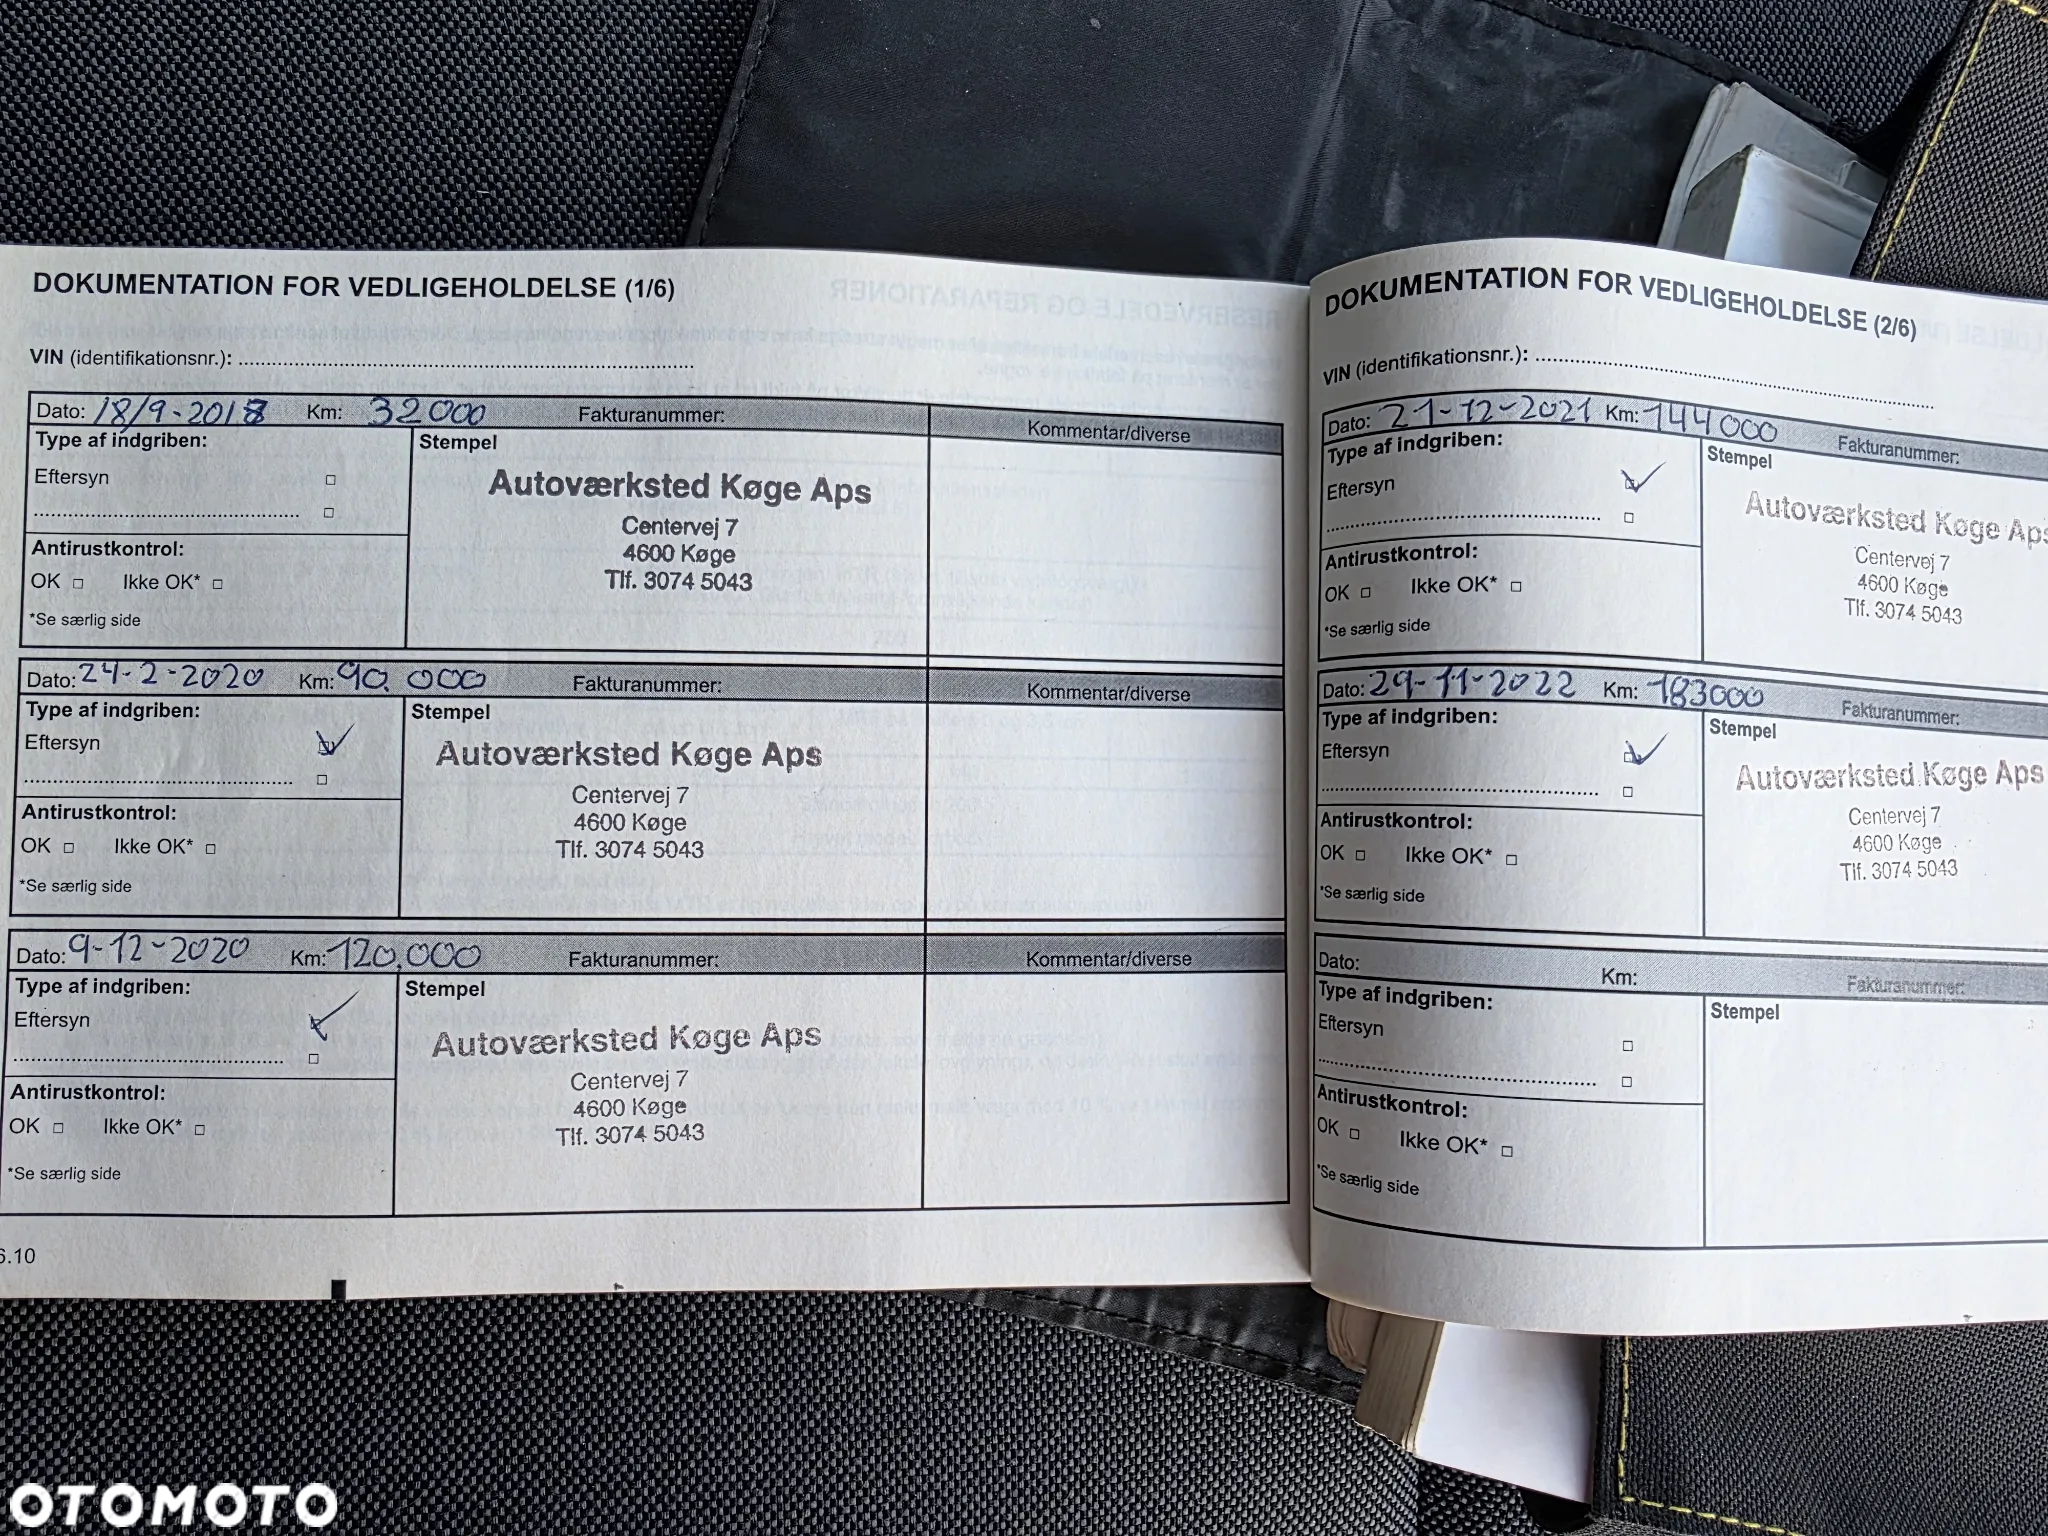 DOKUMENTATION FOR VEDLIGEHOLDELSE (1/6)
VIN (identifikationsnr.):
Dato: 18/9-2018 Km: 32000 Fakturanummer: Kommentar/diverse
Type af indgriben:
Eftersyn
Antirustkontrol:
OK Ikke OK*
*Se særlig side
Stempel
Autoværksted Køge Aps
Centervej 7
4600 Køge
Tlf. 3074 5043
Dato: 24-2-2020 Km: 90.000 Fakturanummer: Kommentar/diverse
Type af indgriben:
Eftersyn
Antirustkontrol:
OK Ikke OK*
*Se særlig side
Stempel
Autoværksted Køge Aps
Centervej 7
4600 Køge
Tlf. 3074 5043
Dato: 9-12-2020 Km: 120.000 Fakturanummer: Kommentar/diverse
Type af indgriben:
Eftersyn
Antirustkontrol:
OK Ikke OK*
*Se særlig side
Stempel
Autoværksted Køge Aps
Centervej 7
4600 Køge
Tlf. 3074 5043
6.10
DOKUMENTATION FOR VEDLIGEHOLDELSE (2/6)
VIN (identifikationsnr.):
Dato: 21-12-2021 Km: 144000 Fakturanummer:
Type af indgriben:
Eftersyn
Antirustkontrol:
OK Ikke OK*
*Se særlig side
Stempel
Autoværksted Køge Aps
Centervej 7
4600 Køge
Tlf. 3074 5043
Dato: 29-11-2022 Km: 183000 Fakturanummer:
Type af indgriben:
Eftersyn
Antirustkontrol:
OK Ikke OK*
*Se særlig side
Stempel
Autoværksted Køge Aps
Centervej 7
4600 Køge
Tlf. 3074 5043
Dato: Km: Fakturanummer:
Type af indgriben:
Eftersyn
Antirustkontrol:
OK Ikke OK*
*Se særlig side
Stempel
OTOMOTO